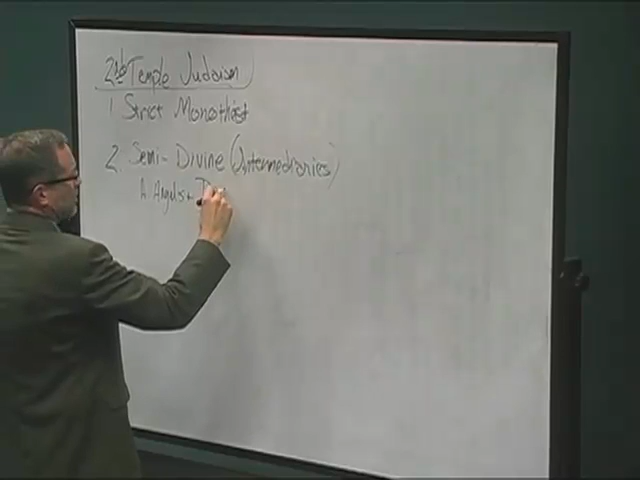 2nd Temple Judaism
1 Strict Monotheist
2. Semi-Divine (Intermediaries)
A. Angels